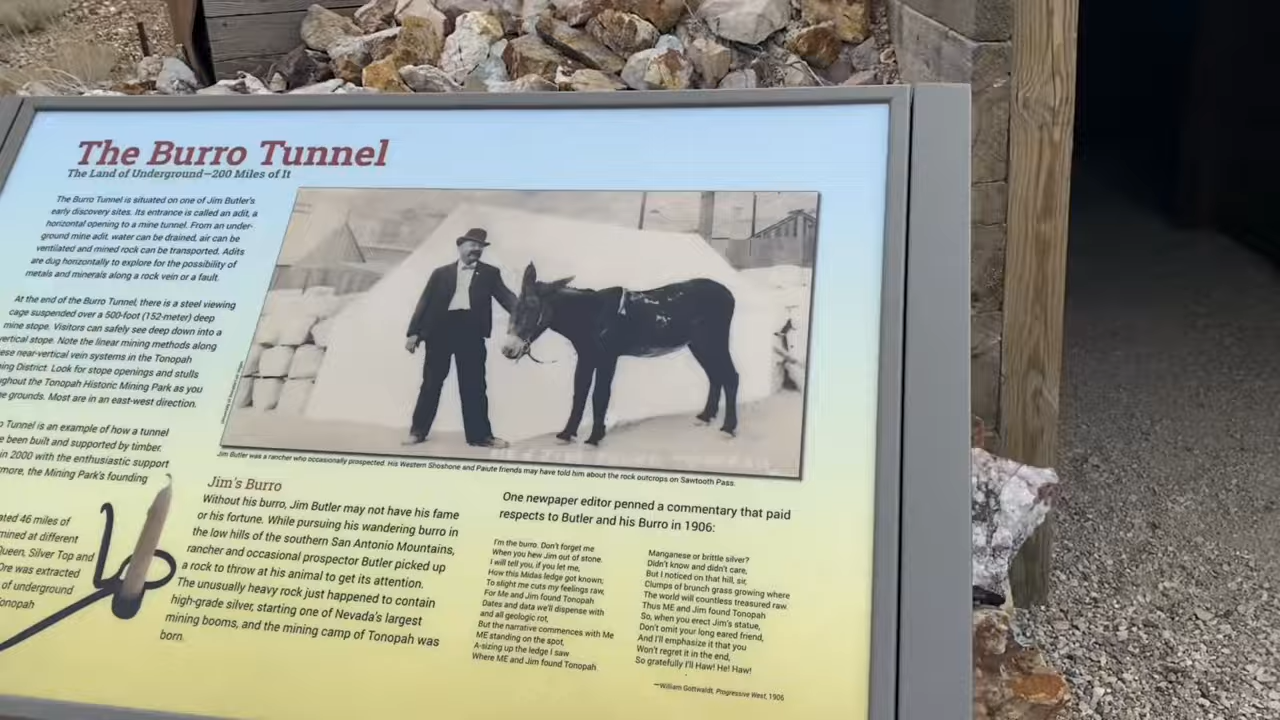 The Burro Tunnel
The Land of Underground—200 Miles of It
The Burro Tunnel is situated on one of Jim Butler's
early discovery sites. Its entrance is called an adit, a
horizontal opening to a mine tunnel. From an under-
ground mine adit, water can be drained, air can be
ventilated and mined rock can be transported. Adits
are dug horizontally to explore for the possibility of
metals and minerals along a rock vein or a fault.
At the end of the Burro Tunnel, there is a steel viewing
cage suspended over a 500-foot (152-meter) deep
mine stope. Visitors can safely see deep down into a
vertical stope. Note the linear mining methods along
ese near-vertical vein systems in the Tonopah
ing District. Look for stope openings and stulls
ughout the Tonopah Historic Mining Park as you
e grounds. Most are in an east-west direction.
o Tunnel is an example of how a tunnel
e been built and supported by timber.
in 2000 with the enthusiastic support
more, the Mining Park's founding
ated 46 miles of
mined at different
Queen, Silver Top and
Ore was extracted
of underground
onopah
Jim Butler was a rancher who occasionally prospected. His Western Shoshone and Paiute friends may have told him about the rock outcrops on Sawtooth Pass.
Jim's Burro
Without his burro, Jim Butler may not have his fame
or his fortune. While pursuing his wandering burro in
the low hills of the southern San Antonio Mountains,
rancher and occasional prospector Butler picked up
a rock to throw at his animal to get its attention.
The unusually heavy rock just happened to contain
high-grade silver, starting one of Nevada's largest
mining booms, and the mining camp of Tonopah was
born.
One newpaper editor penned a commentary that paid
respects to Butler and his Burro in 1906:
I'm the burro. Don't forget me
When you hew Jim out of stone.
I will tell you, if you let me,
How this Midas ledge got known;
To slight me cuts my feelings raw,
For Me and Jim found Tonopah
Dates and data we'll dispense with
and all geologic rot,
But the narrative commences with Me
ME standing on the spot,
A-sizing up the ledge I saw
Where ME and Jim found Tonopah
Manganese or brittle silver?
Didn't know and didn't care,
But I noticed on that hill, sir,
Clumps of brunch grass growing where
The world will countless treasured raw.
Thus ME and Jim found Tonopah
So, when you erect Jim's statue,
Don't omit your long eared friend,
And I'll emphasize it that you
Won't regret it in the end,
So gratefully I'll Haw! He! Haw!
—William Gottwaldt, Progressive West, 1906